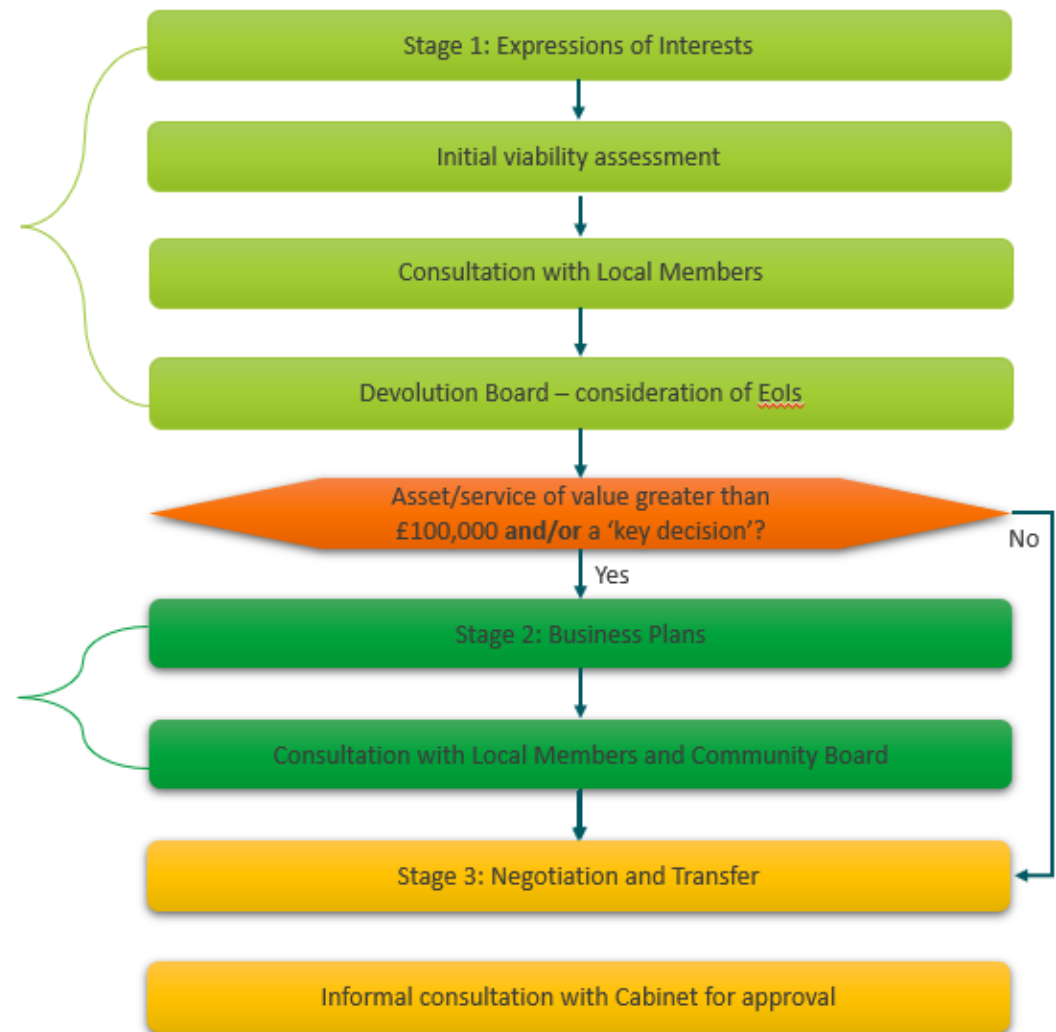 Stage 1: Expressions of Interests
Initial viability assessment
Consultation with Local Members
Devolution Board – consideration of EoIs
Asset/service of value greater than
£100,000 and/or a ‘key decision’?
No
Yes
Stage 2: Business Plans
Consultation with Local Members and Community Board
Stage 3: Negotiation and Transfer
Informal consultation with Cabinet for approval